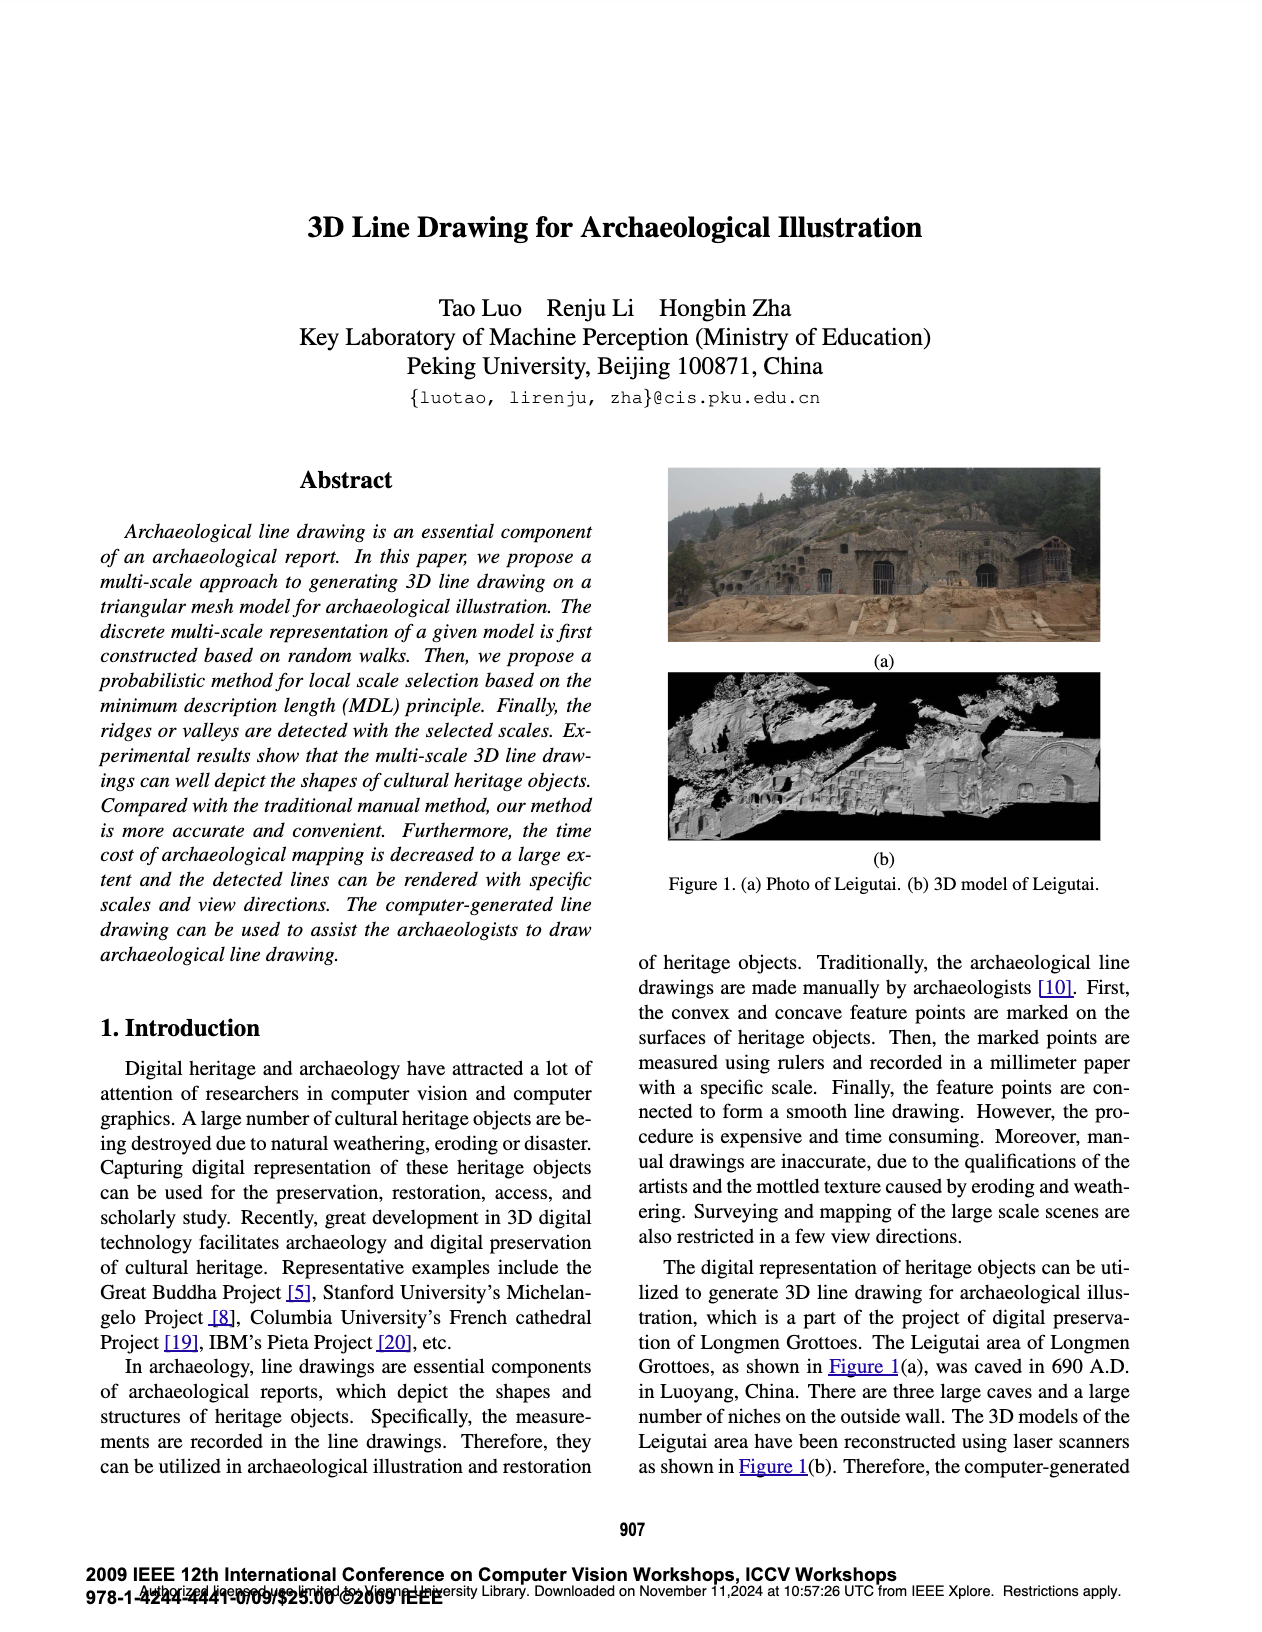 3D Line Drawing for Archaeological Illustration
Tao Luo Renju Li Hongbin Zha
Key Laboratory of Machine Perception (Ministry of Education)
Peking University, Beijing 100871, China
{luotao, lirenju, zha}@cis.pku.edu.cn
Abstract
Archaeological line drawing is an essential component
of an archaeological report. In this paper, we propose a
multi-scale approach to generating 3D line drawing on a
triangular mesh model for archaeological illustration. The
discrete multi-scale representation of a given model is first
constructed based on random walks. Then, we propose a
probabilistic method for local scale selection based on the
minimum description length (MDL) principle. Finally, the
ridges or valleys are detected with the selected scales. Ex-
perimental results show that the multi-scale 3D line draw-
ings can well depict the shapes of cultural heritage objects.
Compared with the traditional manual method, our method
is more accurate and convenient. Furthermore, the time
cost of archaeological mapping is decreased to a large ex-
tent and the detected lines can be rendered with specific
scales and view directions. The computer-generated line
drawing can be used to assist the archaeologists to draw
archaeological line drawing.
1. Introduction
Digital heritage and archaeology have attracted a lot of
attention of researchers in computer vision and computer
graphics. A large number of cultural heritage objects are be-
ing destroyed due to natural weathering, eroding or disaster.
Capturing digital representation of these heritage objects
can be used for the preservation, restoration, access, and
scholarly study. Recently, great development in 3D digital
technology facilitates archaeology and digital preservation
of cultural heritage. Representative examples include the
Great Buddha Project [5], Stanford University's Michelan-
gelo Project [8], Columbia University's French cathedral
Project [19], IBM's Pieta Project [20], etc.
In archaeology, line drawings are essential components
of archaeological reports, which depict the shapes and
structures of heritage objects. Specifically, the measure-
ments are recorded in the line drawings. Therefore, they
can be utilized in archaeological illustration and restoration
(a)
(b)
Figure 1. (a) Photo of Leigutai. (b) 3D model of Leigutai.
of heritage objects. Traditionally, the archaeological line
drawings are made manually by archaeologists [10]. First,
the convex and concave feature points are marked on the
surfaces of heritage objects. Then, the marked points are
measured using rulers and recorded in a millimeter paper
with a specific scale. Finally, the feature points are con-
nected to form a smooth line drawing. However, the pro-
cedure is expensive and time consuming. Moreover, man-
ual drawings are inaccurate, due to the qualifications of the
artists and the mottled texture caused by eroding and weath-
ering. Surveying and mapping of the large scale scenes are
also restricted in a few view directions.
The digital representation of heritage objects can be uti-
lized to generate 3D line drawing for archaeological illus-
tration, which is a part of the project of digital preserva-
tion of Longmen Grottoes. The Leigutai area of Longmen
Grottoes, as shown in Figure 1(a), was caved in 690 A.D.
in Luoyang, China. There are three large caves and a large
number of niches on the outside wall. The 3D models of the
Leigutai area have been reconstructed using laser scanners
as shown in Figure 1(b). Therefore, the computer-generated
907
2009 IEEE 12th International Conference on Computer Vision Workshops, ICCV Workshops
978-1-4244-4441-0/09/$25.00 ©2009 IEEE
Authorized licensed use limited to: Vienna University Library. Downloaded on November 11,2024 at 10:57:26 UTC from IEEE Xplore. Restrictions apply.